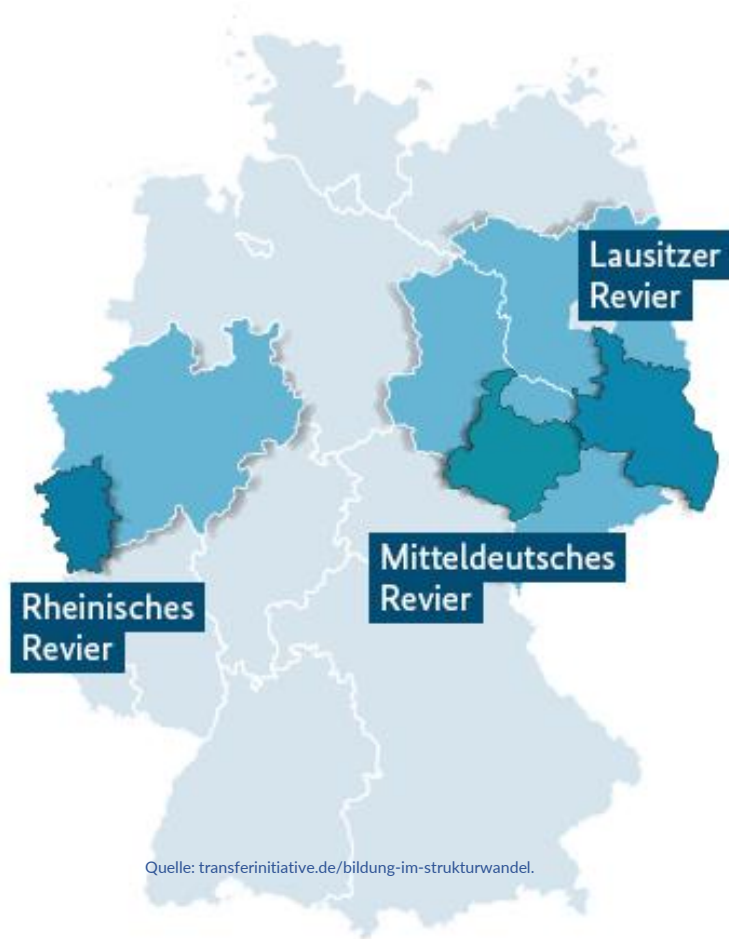 Lausitzer
Revier
Mitteldeutsches
Revier
Rheinisches
Revier
Quelle: transferinitiative.de/bildung-im-strukturwandel.